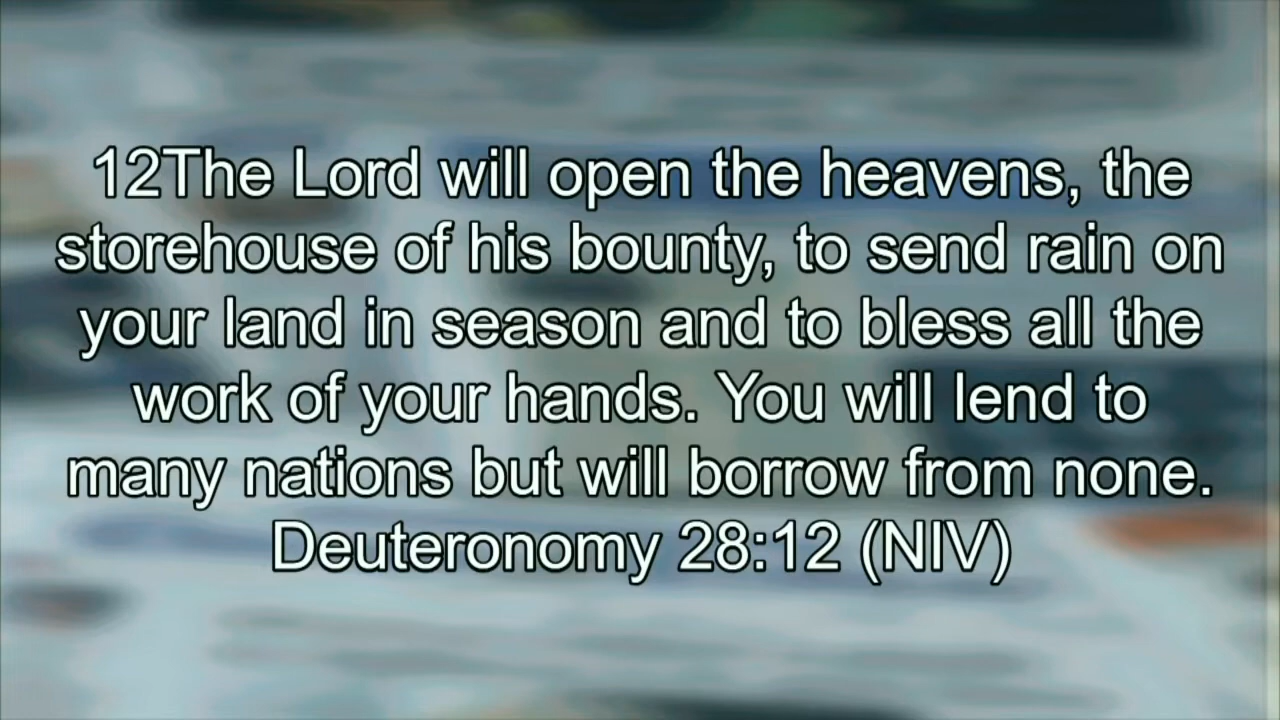 12The Lord will open the heavens, the
storehouse of his bounty, to send rain on
your land in season and to bless all the
work of your hands. You will lend to
many nations but will borrow from none.
Deuteronomy 28:12 (NIV)